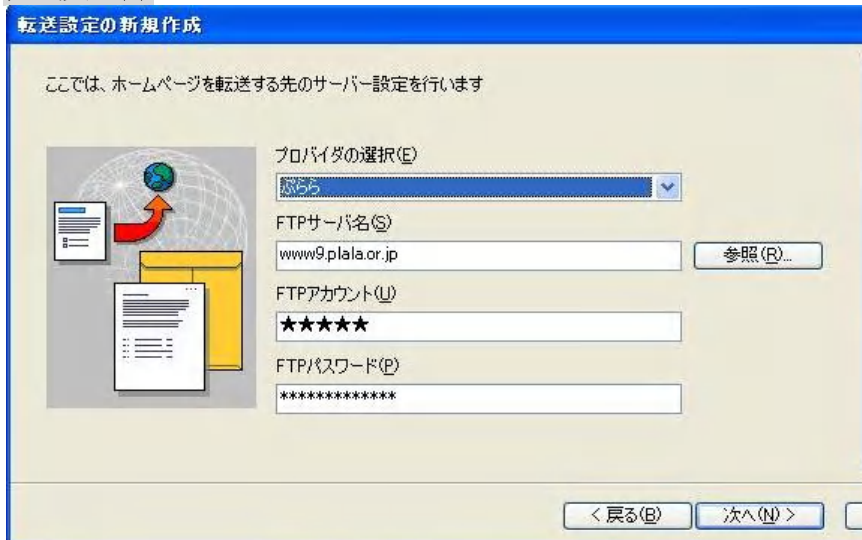 転送設定の新規作成
ここでは、ホームページを転送する先のサーバー設定を行います
プロバイダの選択(E)
ぷらら
FTPサーバ名(S)
www9.plala.or.jp
参照(R)...
FTPアカウント(U)
★★★★★
FTPパスワード(P)
*************
< 戻る(B)
次へ(N) >